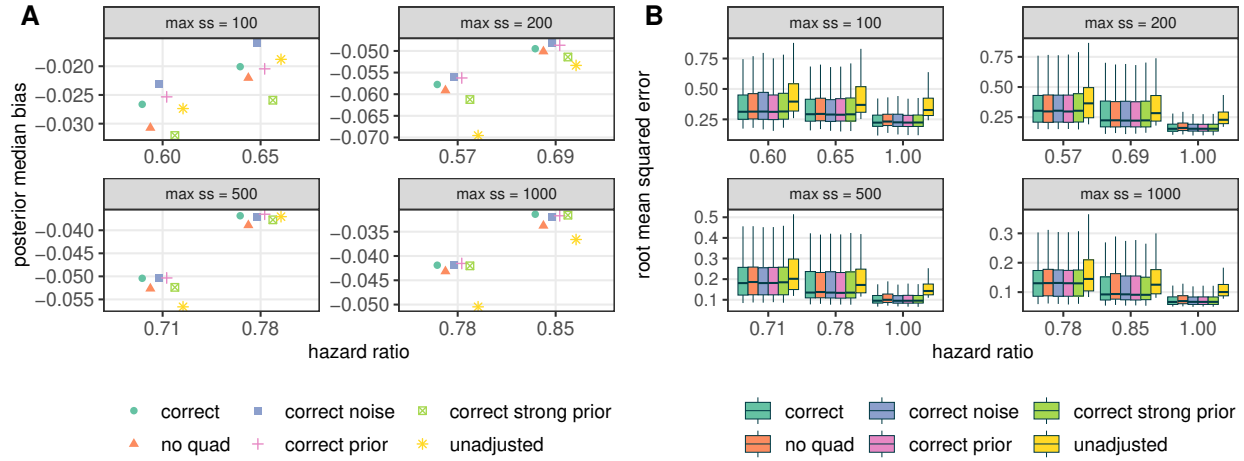 A
posterior median bias
max ss = 100
−0.020
−0.025
−0.030
0.60
0.65
max ss = 200
−0.050
−0.055
−0.060
−0.065
−0.070
0.57
0.69
max ss = 500
−0.040
−0.045
−0.050
−0.055
0.71
0.78
max ss = 1000
−0.035
−0.040
−0.045
−0.050
0.78
0.85
hazard ratio
correct
correct noise
correct strong prior
no quad
correct prior
unadjusted
B
root mean squared error
max ss = 100
0.75
0.50
0.25
0.60
0.65
1.00
max ss = 200
0.75
0.50
0.25
0.57
0.69
1.00
max ss = 500
0.5
0.4
0.3
0.2
0.1
0.71
0.78
1.00
max ss = 1000
0.3
0.2
0.1
0.78
0.85
1.00
hazard ratio
correct
correct noise
correct strong prior
no quad
correct prior
unadjusted